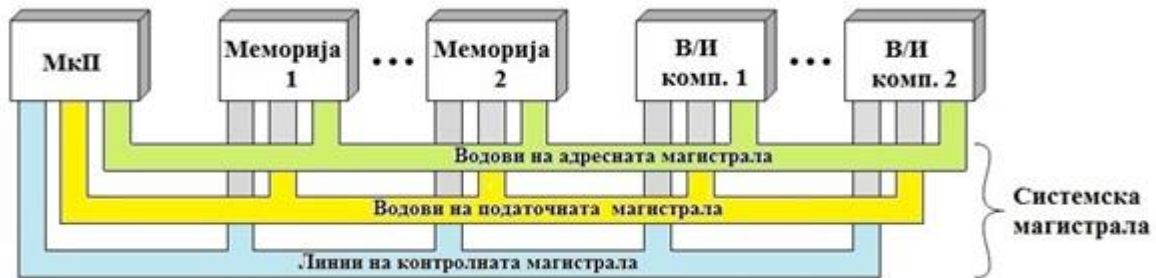 МкП
Меморија
1
...
Меморија
2
В/И
комп. 1
...
В/И
комп. 2
Водови на адресната магистрала
Водови на податочната магистрала
Линии на контролната магистрала
Системска
магистрала